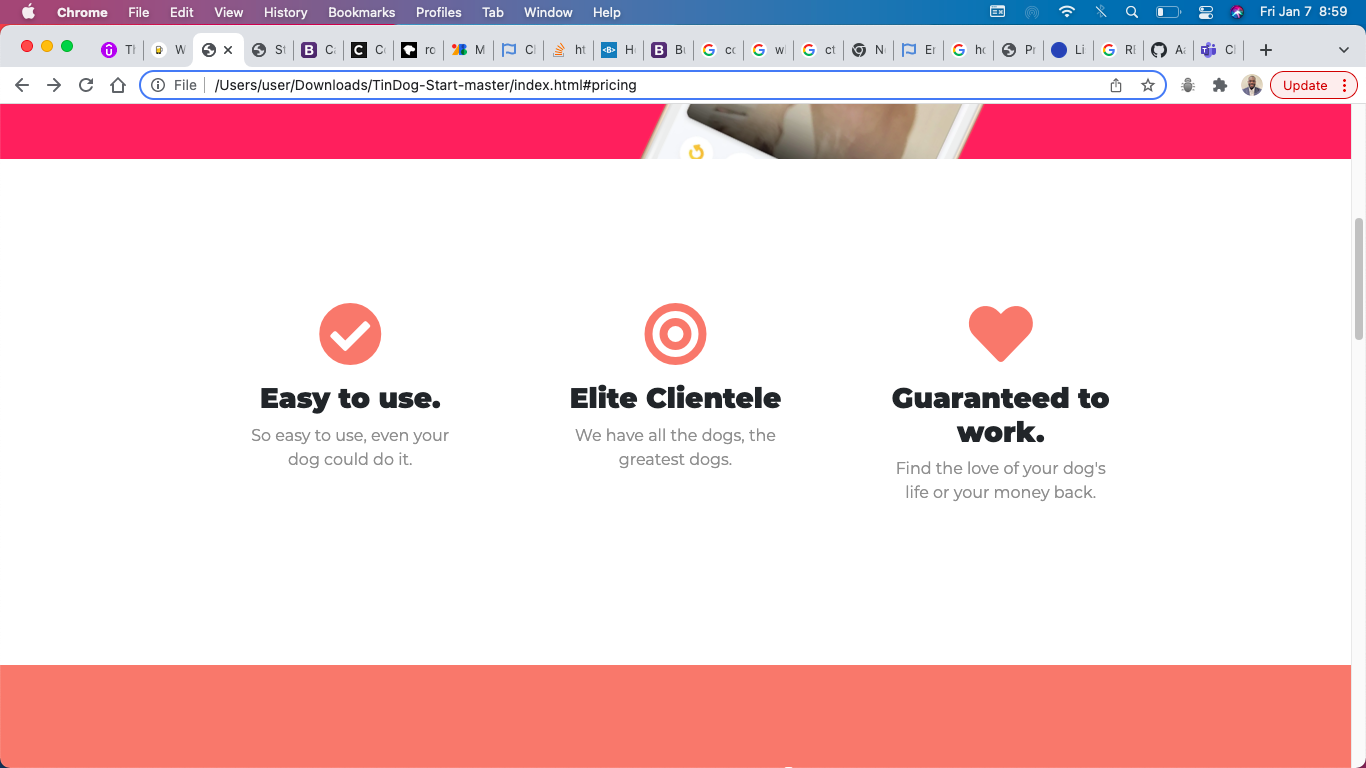 Chrome File Edit View History Bookmarks Profiles Tab Window Help Fri Jan 7 8:59
Th W St B Ca C Co ro M Cl ht <B> He B Bu G co G wi G ct Ne Er G ho Pr Li G RE Aa Cl
File /Users/user/Downloads/TinDog-Start-master/index.html#pricing Update
Easy to use.
So easy to use, even your
dog could do it.
Elite Clientele
We have all the dogs, the
greatest dogs.
Guaranteed to
work.
Find the love of your dog's
life or your money back.